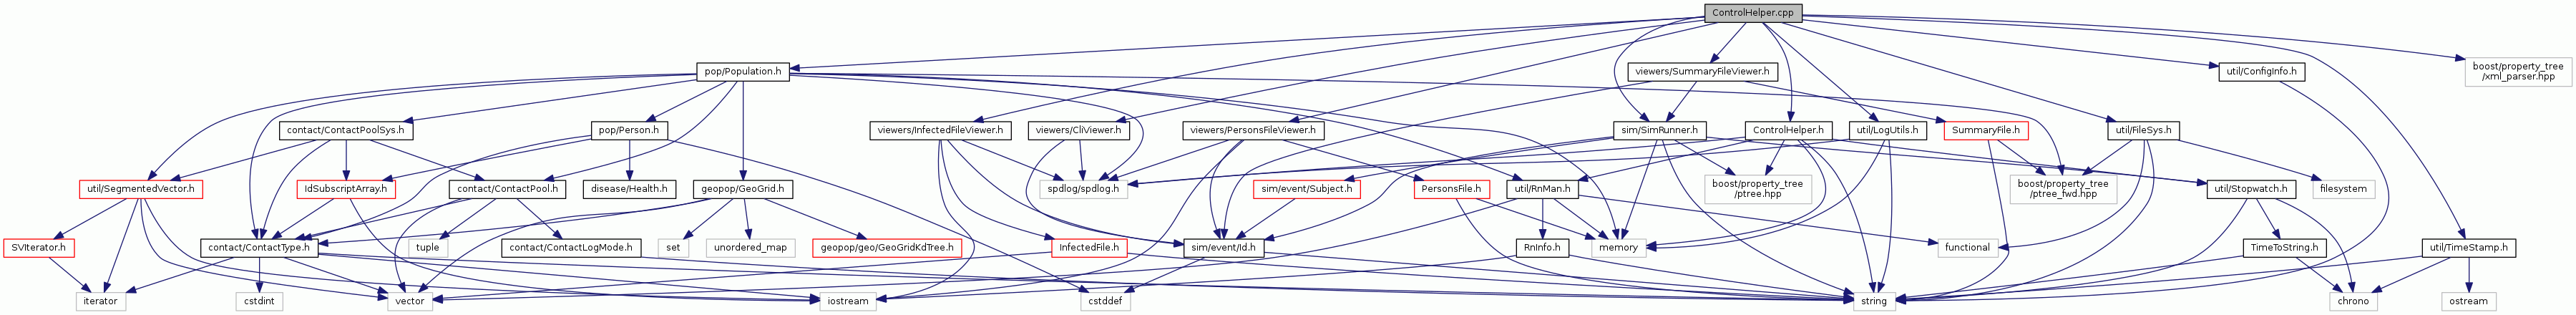 ControlHelper.cpp
pop/Population.h
viewers/SummaryFileViewer.h
util/ConfigInfo.h
boost/property_tree
/xml_parser.hpp
contact/ContactPoolSys.h
pop/Person.h
viewers/InfectedFileViewer.h
viewers/CliViewer.h
viewers/PersonsFileViewer.h
sim/SimRunner.h
ControlHelper.h
util/LogUtils.h
SummaryFile.h
util/FileSys.h
util/SegmentedVector.h
IdSubscriptArray.h
contact/ContactPool.h
disease/Health.h
geopop/GeoGrid.h
spdlog/spdlog.h
sim/event/Subject.h
PersonsFile.h
util/RnMan.h
boost/property_tree
/ptree.hpp
boost/property_tree
/ptree_fwd.hpp
util/Stopwatch.h
filesystem
SVIterator.h
contact/ContactType.h
tuple
contact/ContactLogMode.h
set
unordered_map
geopop/geo/GeoGridKdTree.h
InfectedFile.h
sim/event/Id.h
RnInfo.h
memory
functional
TimeToString.h
util/TimeStamp.h
iterator
cstdint
vector
iostream
cstddef
string
chrono
ostream